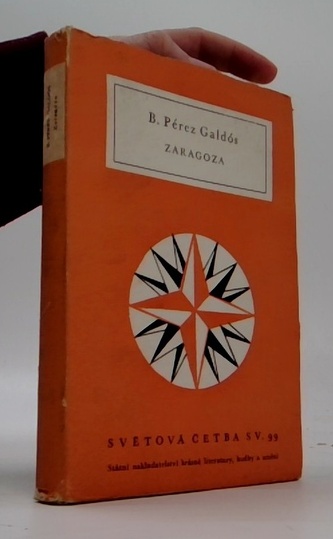 B. Pérez Galdós
ZARAGOZA
SVĚTOVÁ ČETBA SV. 99
Státní nakladatelství krásné literatury, hudby a umění